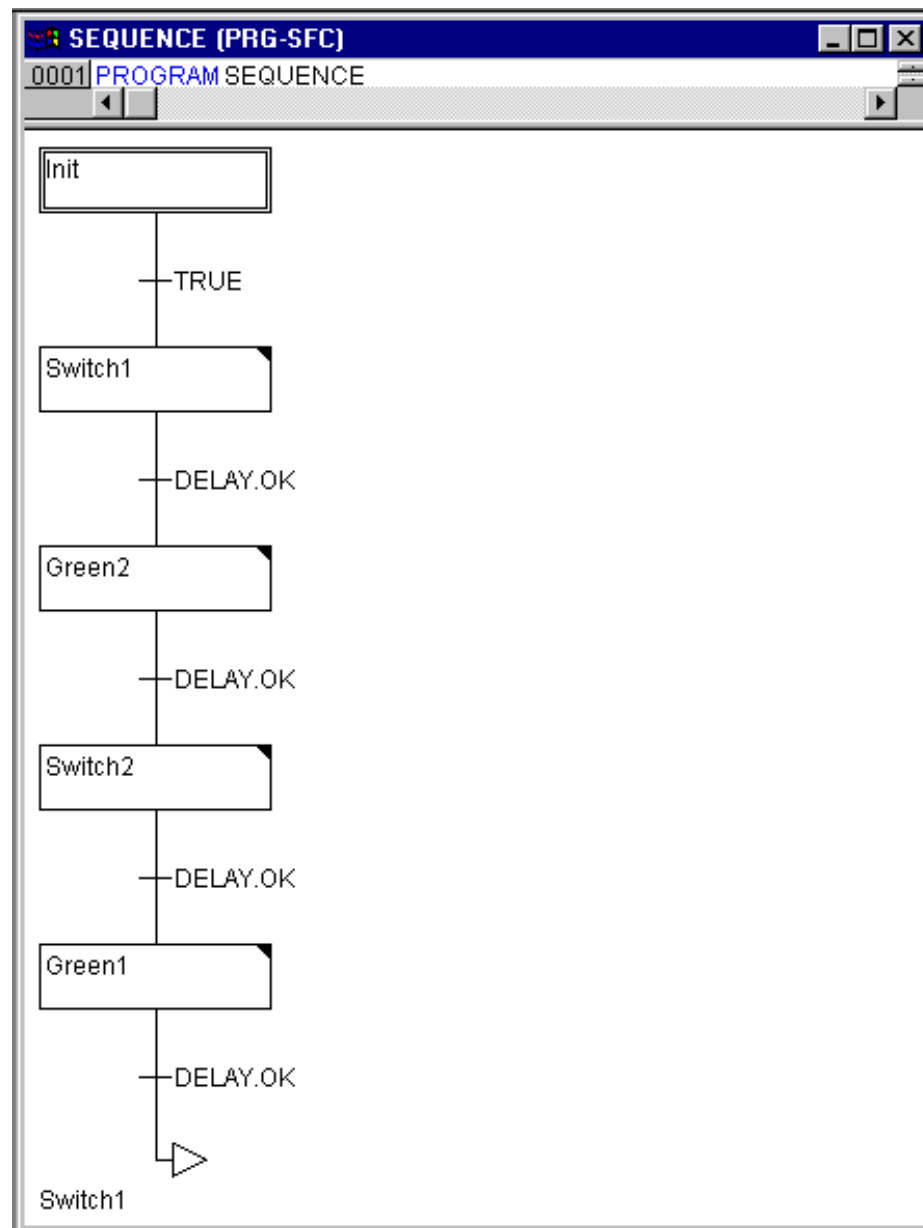 SEQUENCE (PRG-SFC)
0001 PROGRAM SEQUENCE
Init
TRUE
Switch1
DELAY.OK
Green2
DELAY.OK
Switch2
DELAY.OK
Green1
DELAY.OK
Switch1